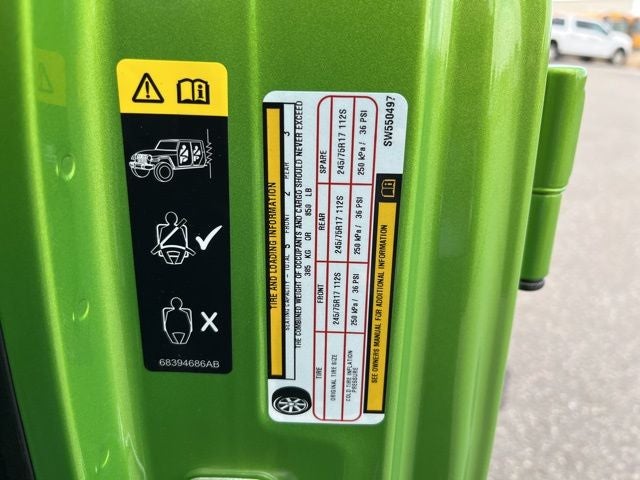 68394686AB
TIRE AND LOADING INFORMATION
SEATING CAPACITY - TOTAL 5 FRONT 2 REAR 3
THE COMBINED WEIGHT OF OCCUPANTS AND CARGO SHOULD NEVER EXCEED
385 KG OR 850 LB
TIRE FRONT REAR SPARE
ORIGINAL TIRE SIZE 245/75R17 112S 245/75R17 112S 245/75R17 112S
COLD TIRE INFLATION
PRESSURE 250 kPa/ 36 PSI 250 kPa/ 36 PSI 250 kPa/ 36 PSI
SEE OWNERS MANUAL FOR ADDITIONAL INFORMATION
SW550497